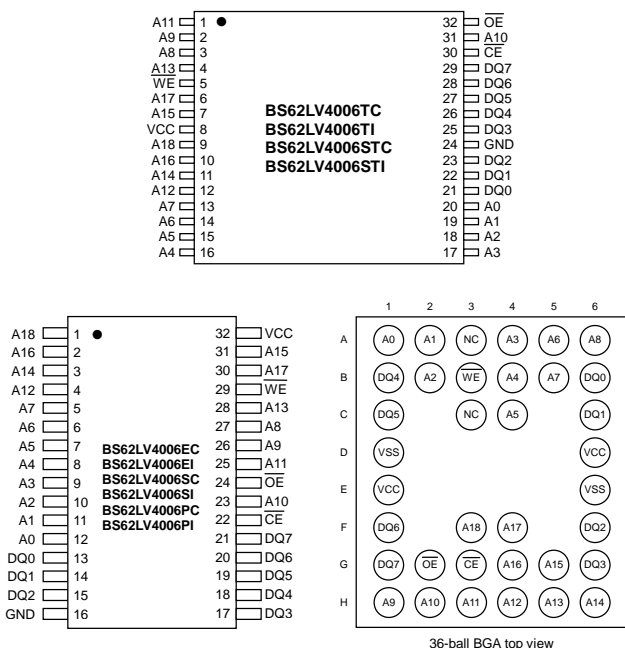 A11 1 32 OE
A9 2 31 A10
A8 3 30 CE
A13 4 29 DQ7
WE 5 28 DQ6
A17 6 27 DQ5
A15 7 26 DQ4
VCC 8 25 DQ3
A18 9 24 GND
A16 10 23 DQ2
A14 11 22 DQ1
A12 12 21 DQ0
A7 13 20 A0
A6 14 19 A1
A5 15 18 A2
A4 16 17 A3
BS62LV4006TC
BS62LV4006TI
BS62LV4006STC
BS62LV4006STI
A18 1 32 VCC
A16 2 31 A15
A14 3 30 A17
A12 4 29 WE
A7 5 28 A13
A6 6 27 A8
A5 7 26 A9
A4 8 25 A11
A3 9 24 OE
A2 10 23 A10
A1 11 22 CE
A0 12 21 DQ7
DQ0 13 20 DQ6
DQ1 14 19 DQ5
DQ2 15 18 DQ4
GND 16 17 DQ3
BS62LV4006EC
BS62LV4006EI
BS62LV4006SC
BS62LV4006SI
BS62LV4006PC
BS62LV4006PI
1 2 3 4 5 6
A A0 A1 NC A3 A6 A8
B DQ4 A2 WE A4 A7 DQ0
C DQ5 NC A5 DQ1
D VSS VCC
E VCC VSS
F DQ6 A18 A17 DQ2
G DQ7 OE CE A16 A15 DQ3
H A9 A10 A11 A12 A13 A14
36-ball BGA top view